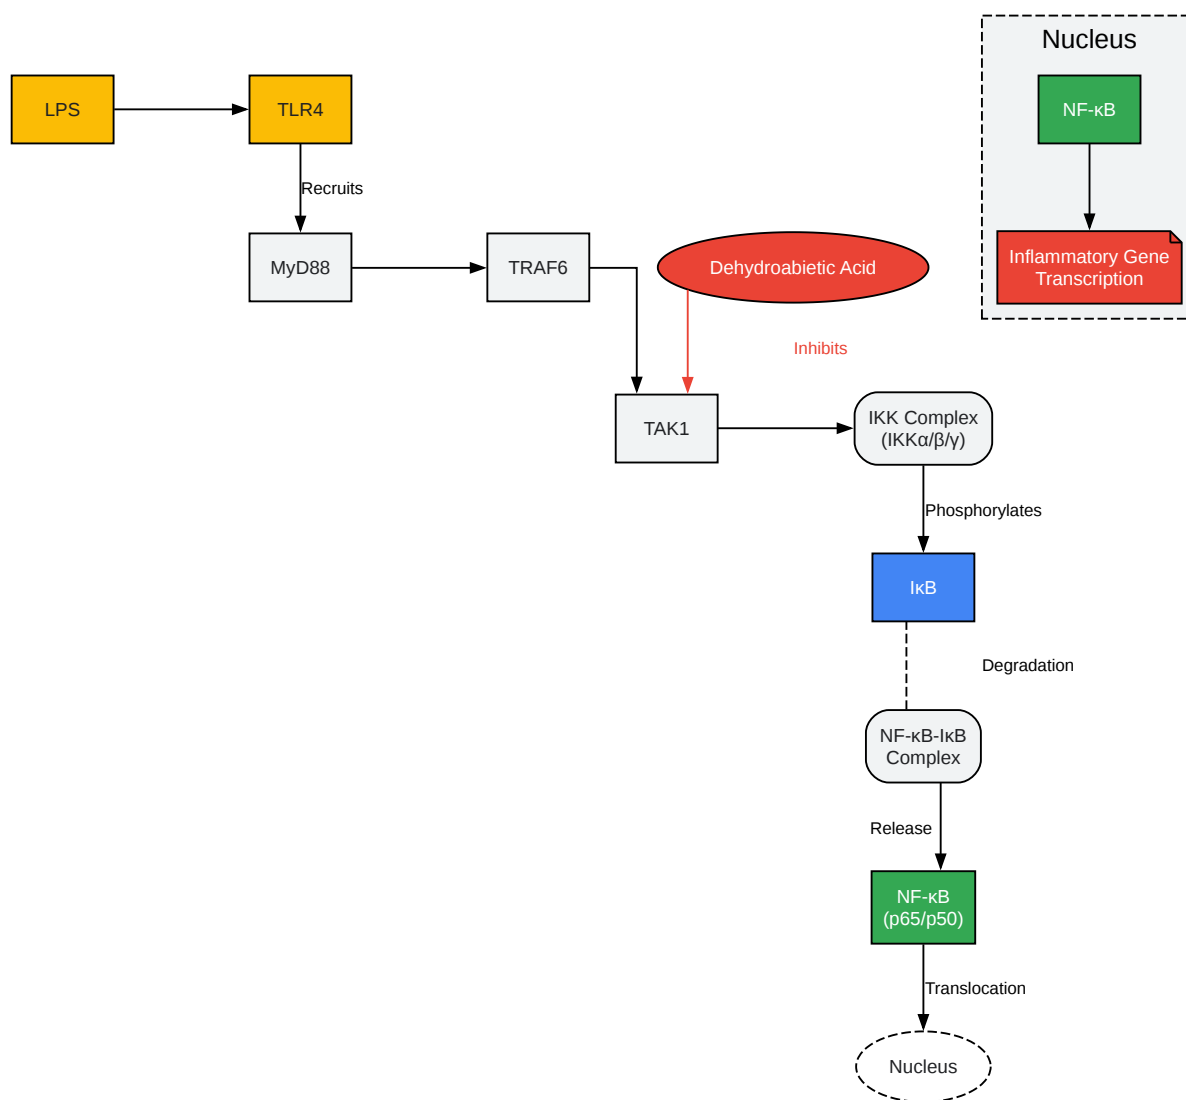 Nucleus
LPS
TLR4
NF-κB
Recruits
MyD88
TRAF6
Dehydroabietic Acid
Inflammatory Gene
Transcription
Inhibits
TAK1
IKK Complex
(IKKα/β/γ)
Phosphorylates
IκB
Degradation
NF-κB-IκB
Complex
Release
NF-κB
(p65/p50)
Translocation
Nucleus